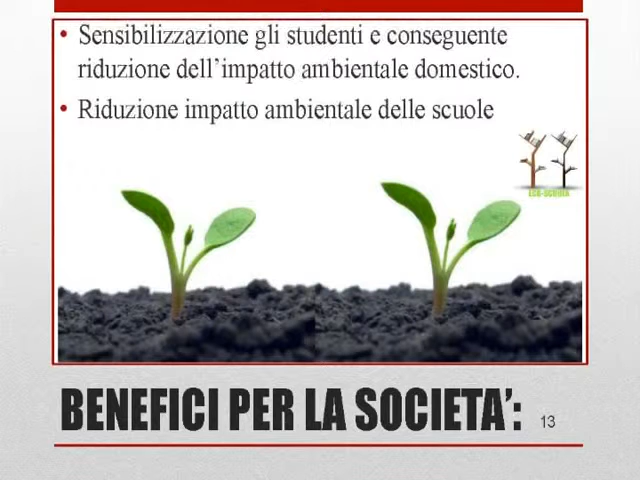 • Sensibilizzazione gli studenti e conseguente
riduzione dell’impatto ambientale domestico.
• Riduzione impatto ambientale delle scuole
BENEFICI PER LA SOCIETA’:
13